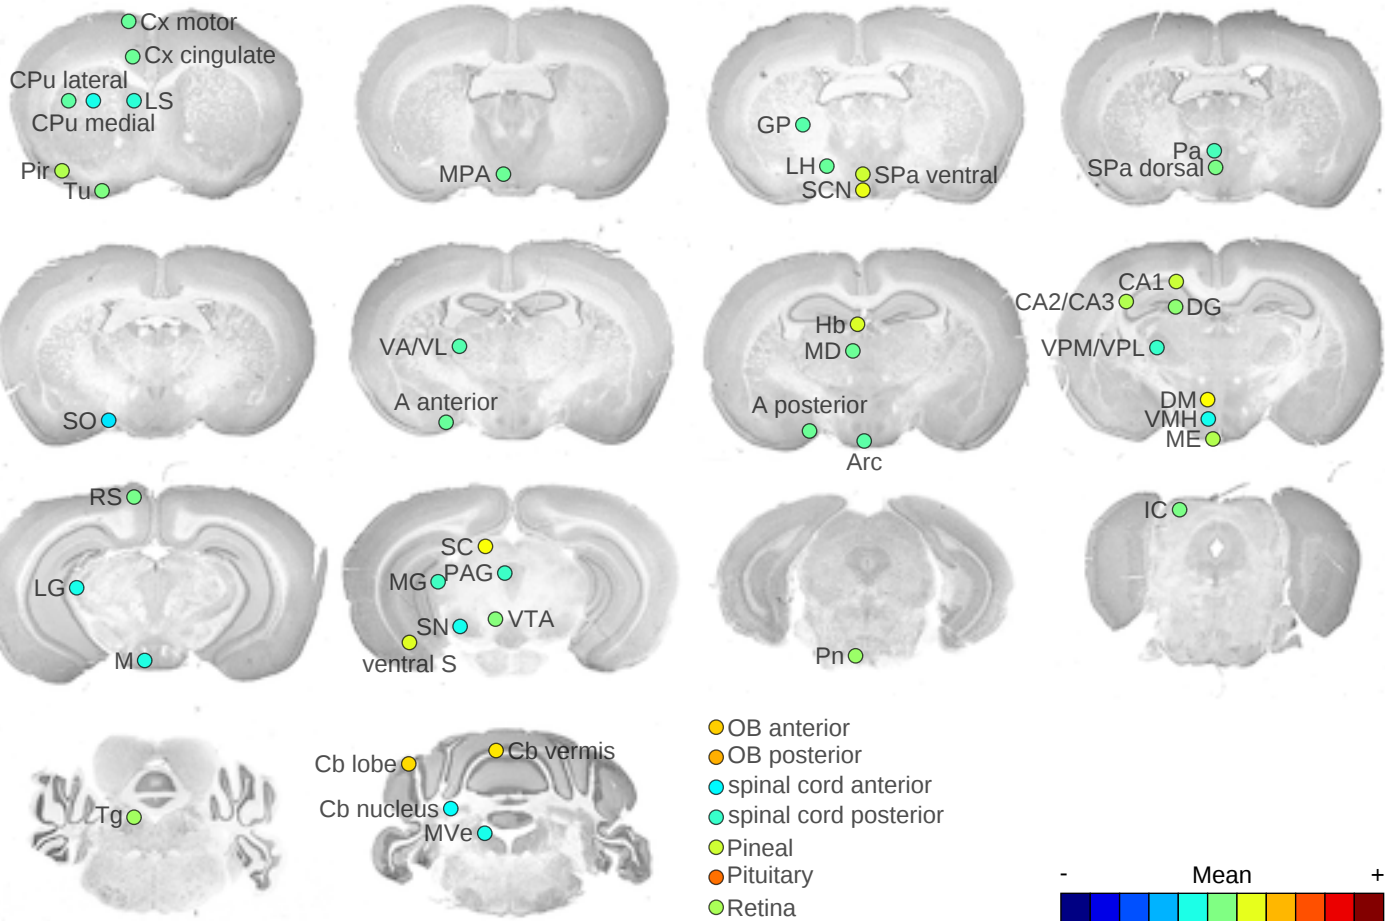 Cx motor
Cx cingulate
CPu lateral
LS
CPu medial
Pir
Tu
MPA
GP
LH
SPa ventral
SCN
Pa
SPa dorsal
SO
VA/VL
A anterior
Hb
MD
A posterior
Arc
CA1
CA2/CA3
DG
VPM/VPL
DM
VMH
ME
RS
LG
M
SC
MG PAG
SN VTA
ventral S
Pn
IC
Tg
Cb lobe Cb vermis
Cb nucleus
MVe
OB anterior
OB posterior
spinal cord anterior
spinal cord posterior
Pineal
Pituitary
Retina
- Mean +